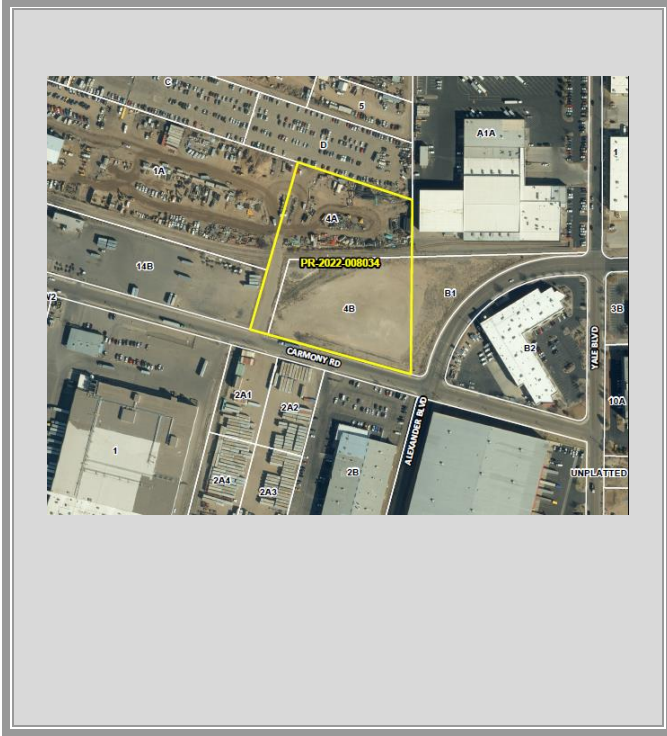 C
5
D
A1A
1
1A
4A
PR-2022-008034
14B
B1
4B
3B
B2
CARMONY RD
YALE BLVD
2A1
2A2
10A
ALEXANDER BLVD
1
2B
2A4
2A3
UNPLATTED